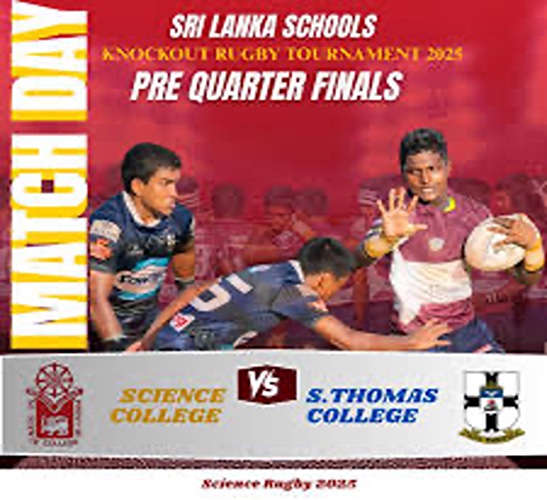 MATCH DAY
SRI LANKA SCHOOLS
KNOCKOUT RUGBY TOURNAMENT 2025
PRE QUARTER FINALS
SCIENCE
COLLEGE
VS
S.THOMAS
COLLEGE
Science Rugby 2025